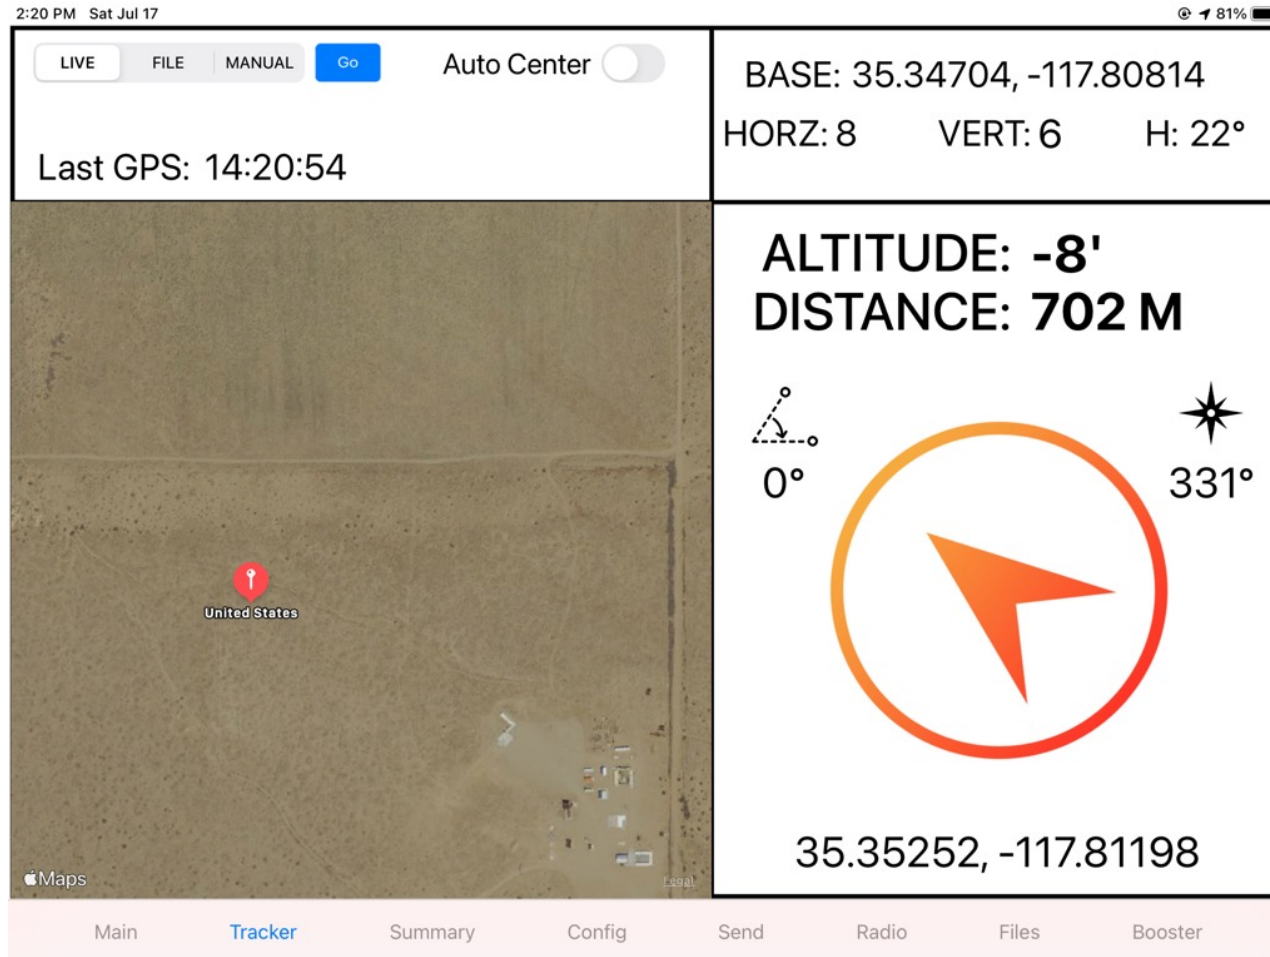 2:20 PM Sat Jul 17
81%
LIVE FILE MANUAL Go Auto Center
Last GPS: 14:20:54
BASE: 35.34704, -117.80814
HORZ: 8 VERT: 6 H: 22°
ALTITUDE: -8'
DISTANCE: 702 M
0°
331°
35.35252, -117.81198
United States
Maps
Legal
Main Tracker Summary Config Send Radio Files Booster